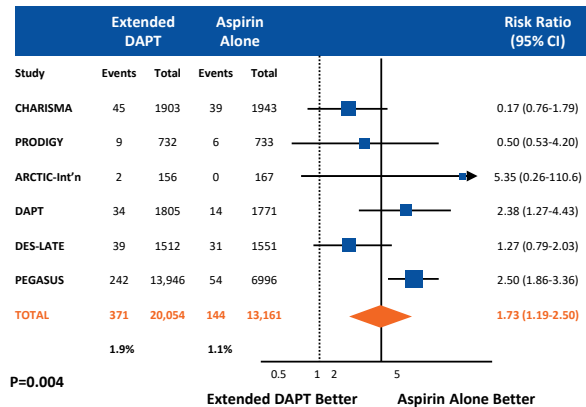 Extended DAPT Aspirin Alone Risk Ratio (95% CI)
Study Events Total Events Total
CHARISMA 45 1903 39 1943 0.17 (0.76-1.79)
PRODIGY 9 732 6 733 0.50 (0.53-4.20)
ARCTIC-Int'n 2 156 0 167 5.35 (0.26-110.6)
DAPT 34 1805 14 1771 2.38 (1.27-4.43)
DES-LATE 39 1512 31 1551 1.27 (0.79-2.03)
PEGASUS 242 13,946 54 6996 2.50 (1.86-3.36)
TOTAL 371 20,054 144 13,161 1.73 (1.19-2.50)
1.9% 1.1%
0.5 1 2 5
P=0.004
Extended DAPT Better Aspirin Alone Better